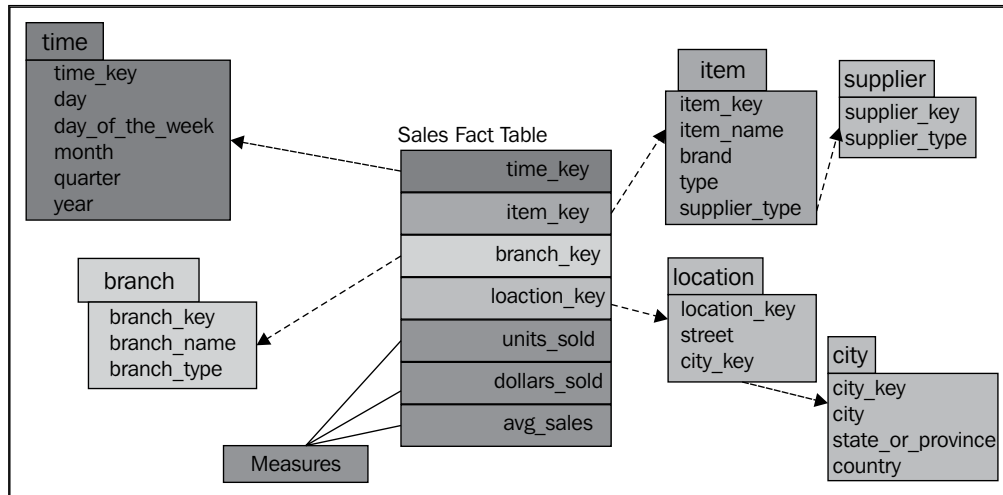 time
time_key
day
day_of_the_week
month
quarter
year
branch
branch_key
branch_name
branch_type
Sales Fact Table
time_key
item_key
branch_key
loaction_key
units_sold
dollars_sold
avg_sales
Measures
item
item_key
item_name
brand
type
supplier_type
supplier
supplier_key
supplier_type
location
location_key
street
city_key
city
city_key
city
state_or_province
country